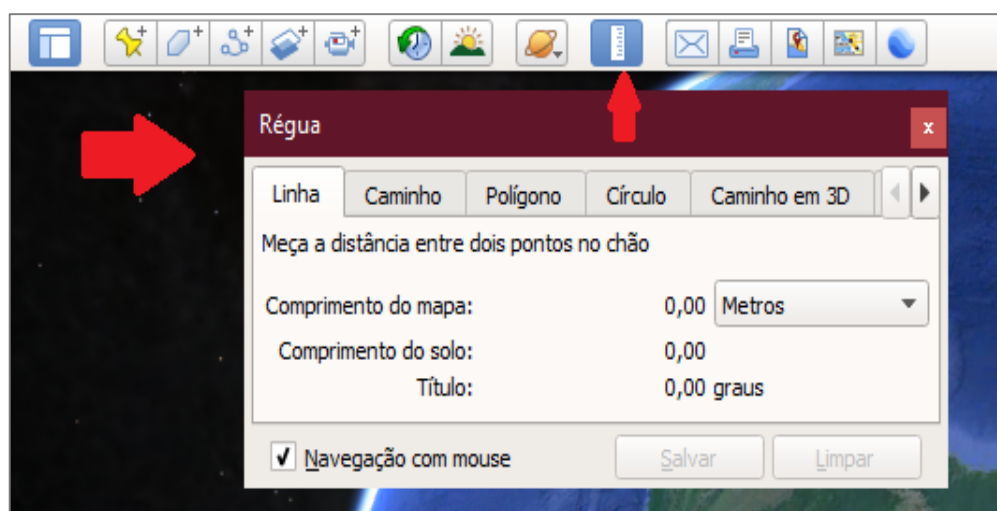 Régua x
Linha Caminho Polígono Círculo Caminho em 3D
Meça a distância entre dois pontos no chão
Comprimento do mapa: 0,00 Metros
Comprimento do solo: 0,00
Título: 0,00 graus
Navegação com mouse Salvar Limpar